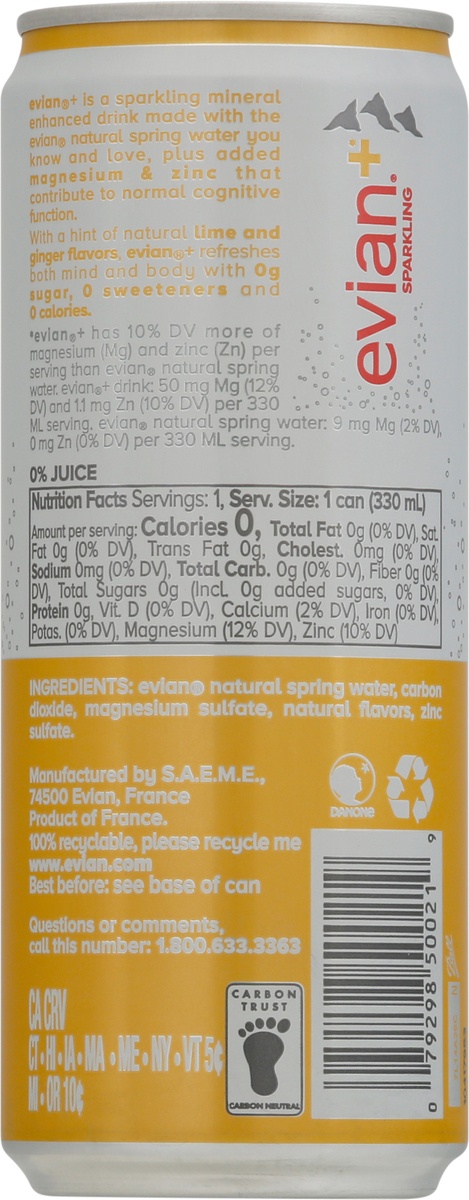 evian®+ is a sparkling mineral
enhanced drink made with the
evian® natural spring water you
know and love, plus added
magnesium & zinc that
contribute to normal cognitive
function.
With a hint of natural lime and
ginger flavors, evian®+ refreshes
both mind and body with 0g
sugar, 0 sweeteners and
0 calories.
*evian®+ has 10% DV more of
magnesium (Mg) and zinc (Zn) per
serving than evian® natural spring
water. evian®+ drink: 50 mg Mg (12%
DV) and 1.1 mg Zn (10% DV) per 330
ML serving. evian® natural spring water: 9 mg Mg (2% DV),
0 mg Zn (0% DV) per 330 ML serving.
evian®+
SPARKLING
0% JUICE
Nutrition Facts Servings: 1, Serv. Size: 1 can (330 mL)
Amount per serving: Calories 0, Total Fat 0g (0% DV), Sat.
Fat 0g (0% DV), Trans Fat 0g, Cholest. 0mg (0% DV),
Sodium 0mg (0% DV), Total Carb. 0g (0% DV), Fiber 0g (0%
DV), Total Sugars 0g (Incl. 0g added sugars, 0% DV),
Protein 0g, Vit. D (0% DV), Calcium (2% DV), Iron (0% DV),
Potas. (0% DV), Magnesium (12% DV), Zinc (10% DV)
INGREDIENTS: evian® natural spring water, carbon
dioxide, magnesium sulfate, natural flavors, zinc
sulfate.
Manufactured by S.A.E.M.E.,
74500 Evian, France
Product of France.
100% recyclable, please recycle me
www.evian.com
Best before: see base of can
DANONE
Questions or comments,
call this number: 1.800.633.3363
CA CRV
CT • HI • IA • MA • ME • NY • VT 5¢
MI • OR 10¢
CARBON
TRUST
CARBON NEUTRAL
0 79298 50021 9